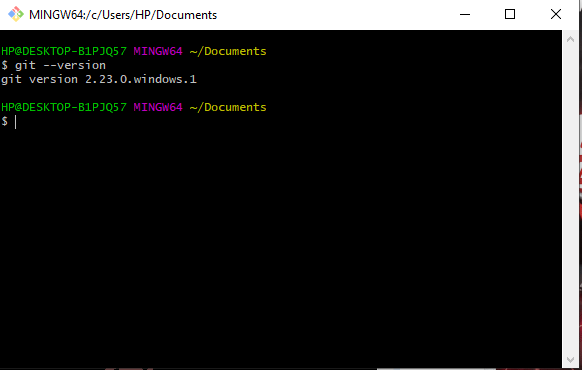 MINGW64:/c/Users/HP/Documents
HP@DESKTOP-B1PJQ57 MINGW64 ~/Documents
$ git --version
git version 2.23.0.windows.1
HP@DESKTOP-B1PJQ57 MINGW64 ~/Documents
$